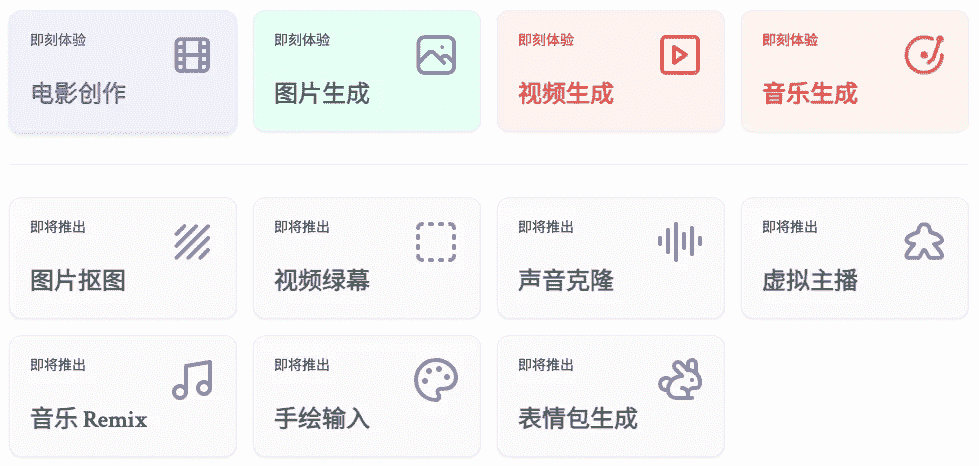 即刻体验
电影创作
即刻体验
图片生成
即刻体验
视频生成
即刻体验
音乐生成
即将推出
图片抠图
即将推出
视频绿幕
即将推出
声音克隆
即将推出
虚拟主播
即将推出
音乐 Remix
即将推出
手绘输入
即将推出
表情包生成